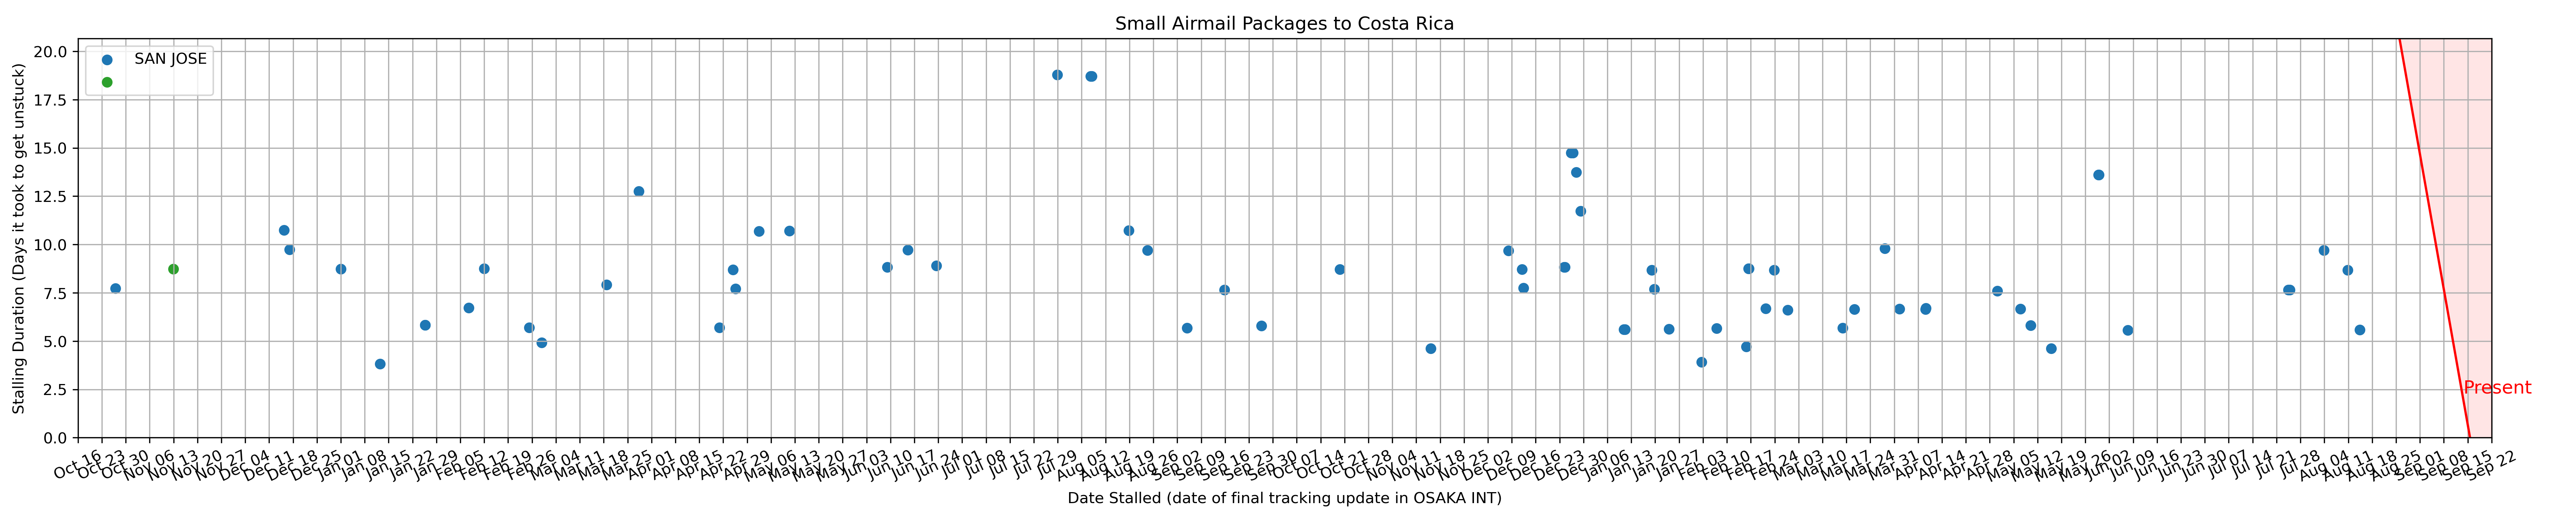 Small Airmail Packages to Costa Rica
SAN JOSE
Stalling Duration (Days it took to get unstuck)
20.0
17.5
15.0
12.5
10.0
7.5
5.0
2.5
0.0
Present
Oct 16
Oct 23
Oct 30
Nov 06
Nov 13
Nov 20
Nov 27
Dec 04
Dec 11
Dec 18
Dec 25
Jan 01
Jan 08
Jan 15
Jan 22
Jan 29
Feb 05
Feb 12
Feb 19
Feb 26
Mar 04
Mar 11
Mar 18
Mar 25
Apr 01
Apr 08
Apr 15
Apr 22
Apr 29
May 06
May 13
May 20
May 27
Jun 03
Jun 10
Jun 17
Jun 24
Jul 01
Jul 08
Jul 15
Jul 22
Jul 29
Aug 05
Aug 12
Aug 19
Aug 26
Sep 02
Sep 09
Sep 16
Sep 23
Sep 30
Oct 07
Oct 14
Oct 21
Oct 28
Nov 04
Nov 11
Nov 18
Nov 25
Dec 02
Dec 09
Dec 16
Dec 23
Dec 30
Jan 06
Jan 13
Jan 20
Jan 27
Feb 03
Feb 10
Feb 17
Feb 24
Mar 03
Mar 10
Mar 17
Mar 24
Mar 31
Apr 07
Apr 14
Apr 21
Apr 28
May 05
May 12
May 19
May 26
Jun 02
Jun 09
Jun 16
Jun 23
Jun 30
Jul 07
Jul 14
Jul 21
Jul 28
Aug 04
Aug 11
Aug 18
Aug 25
Sep 01
Sep 08
Sep 15
Sep 22
Date Stalled (date of final tracking update in OSAKA INT)